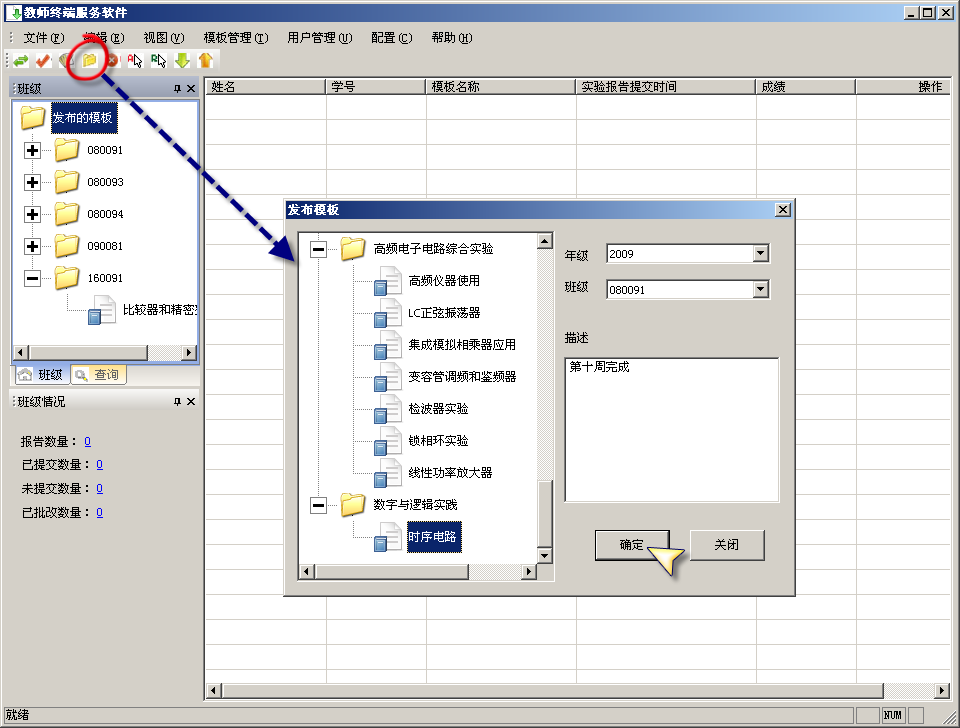 教师终端服务软件
文件(F) 编辑(E) 视图(V) 模板管理(T) 用户管理(U) 配置(C) 帮助(H)
班级
姓名 学号 模板名称 实验报告提交时间 成绩 操作
发布的模板
080091
080093
080094
090081
160091
比较器和精密
班级 查询
班级情况
报告数量： 0
已提交数量： 0
未提交数量： 0
已批改数量： 0
发布模板
高频电子电路综合实验
高频仪器使用
LC正弦振荡器
集成模拟相乘器应用
变容管调频和鉴频器
检波器实验
锁相环实验
线性功率放大器
数字与逻辑实践
时序电路
年级 2009
班级 080091
描述
第十周完成
确定 关闭
就绪 NUM